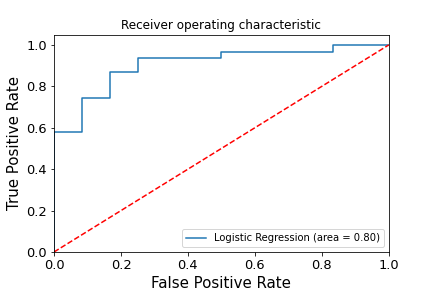 Receiver operating characteristic
True Positive Rate
1.0
0.8
0.6
0.4
0.2
0.0
Logistic Regression (area = 0.80)
0.0 0.2 0.4 0.6 0.8 1.0
False Positive Rate